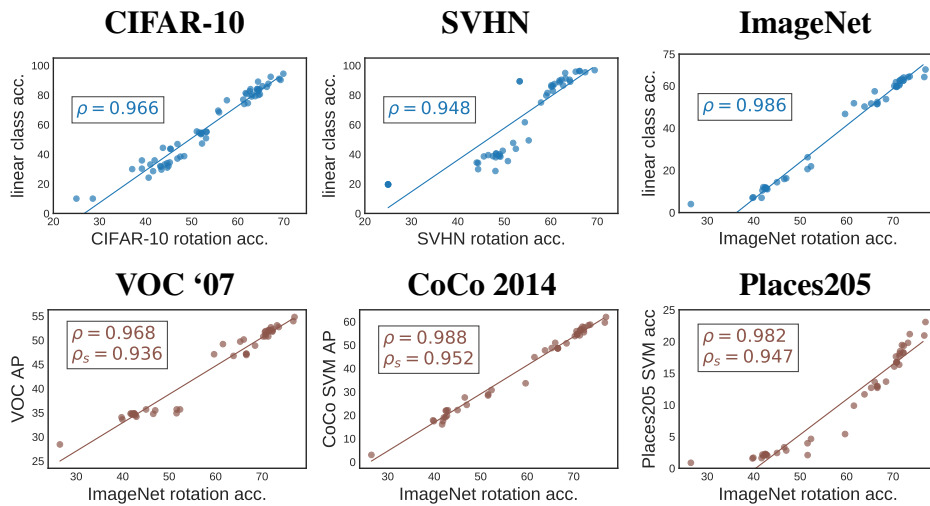 CIFAR-10
SVHN
ImageNet
linear class acc.
100
80
60
40
20
0
ρ = 0.966
20
30
40
50
60
70
CIFAR-10 rotation acc.
linear class acc.
100
80
60
40
20
0
ρ = 0.948
20
30
40
50
60
70
SVHN rotation acc.
linear class acc.
75
60
45
30
15
0
ρ = 0.986
30
40
50
60
70
ImageNet rotation acc.
VOC ‘07
CoCo 2014
Places205
VOC AP
55
50
45
40
35
30
25
ρ = 0.968
ρs = 0.936
30
40
50
60
70
ImageNet rotation acc.
CoCo SVM AP
60
50
40
30
20
10
0
ρ = 0.988
ρs = 0.952
30
40
50
60
70
ImageNet rotation acc.
Places205 SVM acc
25
20
15
10
5
0
ρ = 0.982
ρs = 0.947
30
40
50
60
70
ImageNet rotation acc.